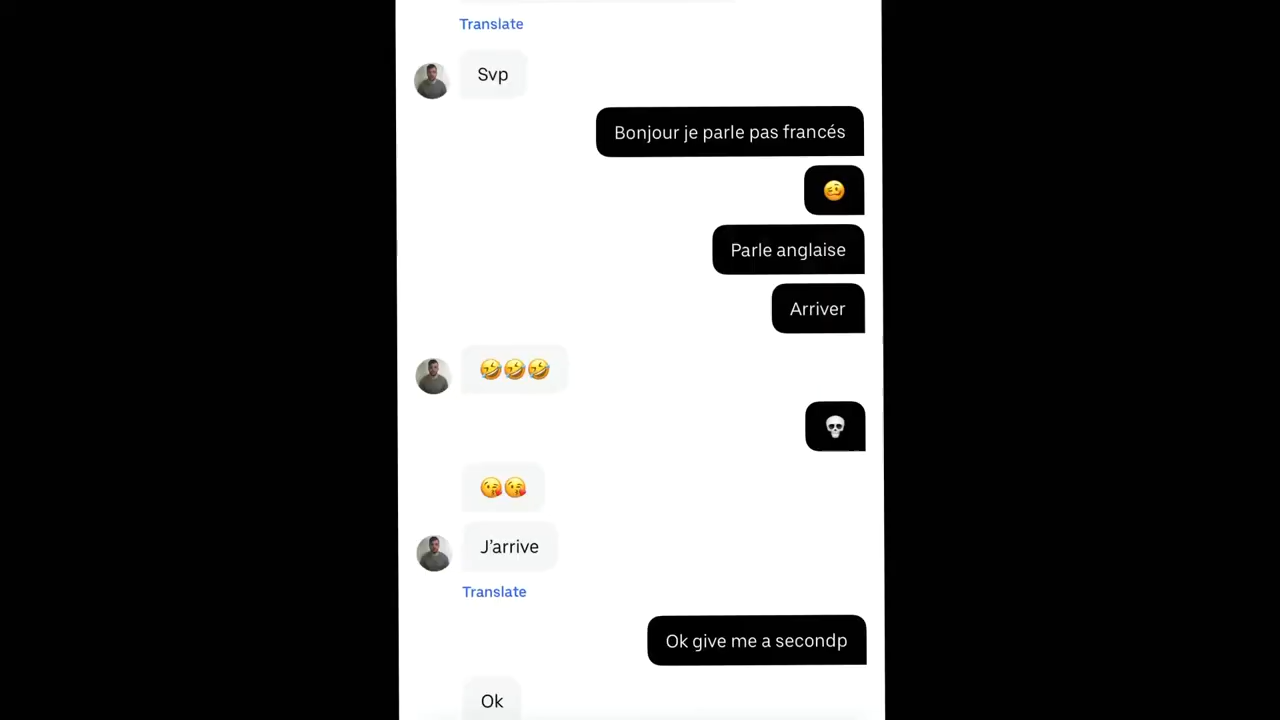 Translate
Svp
Bonjour je parle pas francés
🥴
Parle anglaise
Arriver
🤣🤣🤣
💀
😘😘
J'arrive
Translate
Ok give me a secondp
Ok